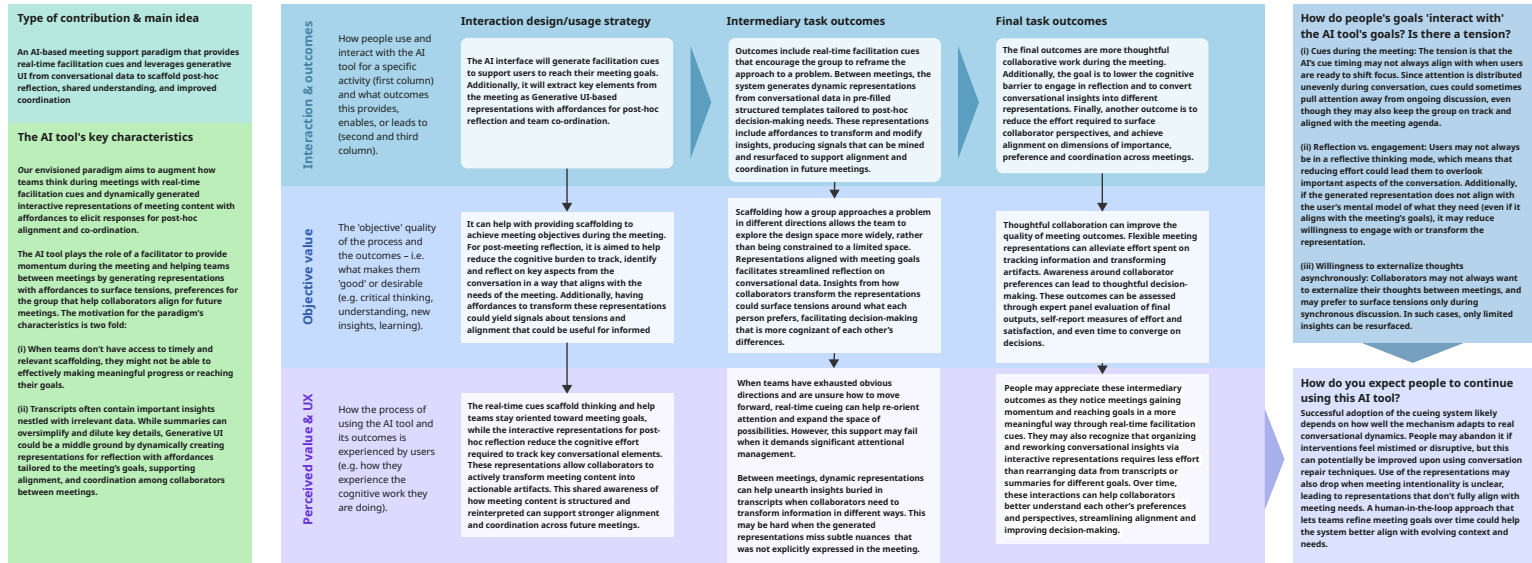 Type of contribution & main idea
An AI-based meeting support paradigm that provides
real-time facilitation cues and leverages generative
UI from conversational data to scaffold post-hoc
reflection, shared understanding, and improved
coordination
The AI tool's key characteristics
Our envisioned paradigm aims to augment how
teams think during meetings with real-time
facilitation cues and dynamically generated
interactive representations of meeting content with
affordances to elicit responses for post-hoc
alignment and co-ordination.
The AI tool plays the role of a facilitator to provide
momentum during the meeting and helping teams
between meetings by generating representations
with affordances to surface tensions, preferences for
the group that help collaborators align for future
meetings. The motivation for the paradigm's
characteristics is two fold:
(i) When teams don't have access to timely and
relevant scaffolding, they might not be able to
effectively making meaningful progress or reaching
their goals.
(ii) Transcripts often contain important insights
nestled with irrelevant data. While summaries can
oversimplify and dilute key details, Generative UI
could be a middle ground by dynamically creating
representations for reflection with affordances
tailored to the meeting's goals, supporting
alignment, and coordination among collaborators
between meetings.
Interaction & outcomes
How people use and
interact with the AI
tool for a specific
activity (first column)
and what outcomes
this provides,
enables, or leads to
(second and third
column).
Interaction design/usage strategy
The AI interface will generate facilitation cues
to support users to reach their meeting goals.
Additionally, it will extract key elements from
the meeting as Generative UI-based
representations with affordances for post-hoc
reflection and team co-ordination.
Intermediary task outcomes
Outcomes include real-time facilitation cues
that encourage the group to reframe the
approach to a problem. Between meetings, the
system generates dynamic representations
from conversational data in pre-filled
structured templates tailored to post-hoc
decision-making needs. These representations
include affordances to transform and modify
insights, producing signals that can be mined
and resurfaced to support alignment and
coordination in future meetings.
Final task outcomes
The final outcomes are more thoughtful
collaborative work during the meeting.
Additionally, the goal is to lower the cognitive
barrier to engage in reflection and to convert
conversational insights into different
representations. Finally, another outcome is to
reduce the effort required to surface
collaborator perspectives, and achieve
alignment on dimensions of importance,
preference and coordination across meetings.
Objective value
The 'objective' quality
of the process and
the outcomes – i.e.
what makes them
'good' or desirable
(e.g. critical thinking,
understanding, new
insights, learning).
It can help with providing scaffolding to
achieve meeting objectives during the meeting.
For post-meeting reflection, it is aimed to help
reduce the cognitive burden to track, identify
and reflect on key aspects from the
conversation in a way that aligns with the
needs of the meeting. Additionally, having
affordances to transform these representations
could yield signals about tensions and
alignment that could be useful for informed
Scaffolding how a group approaches a problem
in different directions allows the team to
explore the design space more widely, rather
than being constrained to a limited space.
Representations aligned with meeting goals
facilitates streamlined reflection on
conversational data. Insights from how
collaborators transform the representations
could surface tensions around what each
person prefers, facilitating decision-making
that is more cognizant of each other's
differences.
Thoughtful collaboration can improve the
quality of meeting outcomes. Flexible meeting
representations can alleviate effort spent on
tracking information and transforming
artifacts. Awareness around collaborator
preferences can lead to thoughtful decision-
making. These outcomes can be assessed
through expert panel evaluation of final
outputs, self-report measures of effort and
satisfaction, and even time to converge on
decisions.
Perceived value & UX
How the process of
using the AI tool and
its outcomes is
experienced by users
(e.g. how they
experience the
cognitive work they
are doing).
The real-time cues scaffold thinking and help
teams stay oriented toward meeting goals,
while the interactive representations for post-
hoc reflection reduce the cognitive effort
required to track key conversational elements.
These representations allow collaborators to
actively transform meeting content into
actionable artifacts. This shared awareness of
how meeting content is structured and
reinterpreted can support stronger alignment
and coordination across future meetings.
When teams have exhausted obvious
directions and are unsure how to move
forward, real-time cueing can help re-orient
attention and expand the space of
possibilities. However, this support may fail
when it demands significant attentional
management.
Between meetings, dynamic representations
can help unearth insights buried in
transcripts when collaborators need to
transform information in different ways. This
may be hard when the generated
representations miss subtle nuances that
was not explicitly expressed in the meeting.
People may appreciate these intermediary
outcomes as they notice meetings gaining
momentum and reaching goals in a more
meaningful way through real-time facilitation
cues. They may also recognize that organizing
and reworking conversational insights via
interactive representations requires less effort
than rearranging data from transcripts or
summaries for different goals. Over time,
these interactions can help collaborators
better understand each other's preferences
and perspectives, streamlining alignment and
improving decision-making.
How do people's goals 'interact with'
the AI tool's goals? Is there a tension?
(i) Cues during the meeting: The tension is that the
AI's cue timing may not always align with when users
are ready to shift focus. Since attention is distributed
unevenly during conversation, cues could sometimes
pull attention away from ongoing discussion, even
though they may also keep the group on track and
aligned with the meeting agenda.
(ii) Reflection vs. engagement: Users may not always
be in a reflective thinking mode, which means that
reducing effort could lead them to overlook
important aspects of the conversation. Additionally,
if the generated representation does not align with
the user's mental model of what they need (even if it
aligns with the meeting's goals), it may reduce
willingness to engage with or transform the
representation.
(iii) Willingness to externalize thoughts
asynchronously: Collaborators may not always want
to externalize their thoughts between meetings, and
may prefer to surface tensions only during
synchronous discussion. In such cases, only limited
insights can be resurfaced.
How do you expect people to continue
using this AI tool?
Successful adoption of the cueing system likely
depends on how well the mechanism adapts to real
conversational dynamics. People may abandon it if
interventions feel mistimed or disruptive, but this
can potentially be improved upon using conversation
repair techniques. Use of the representations may
also drop when meeting intentionality is unclear,
leading to representations that don't fully align with
meeting needs. A human-in-the-loop approach that
lets teams refine meeting goals over time could help
the system better align with evolving context and
needs.